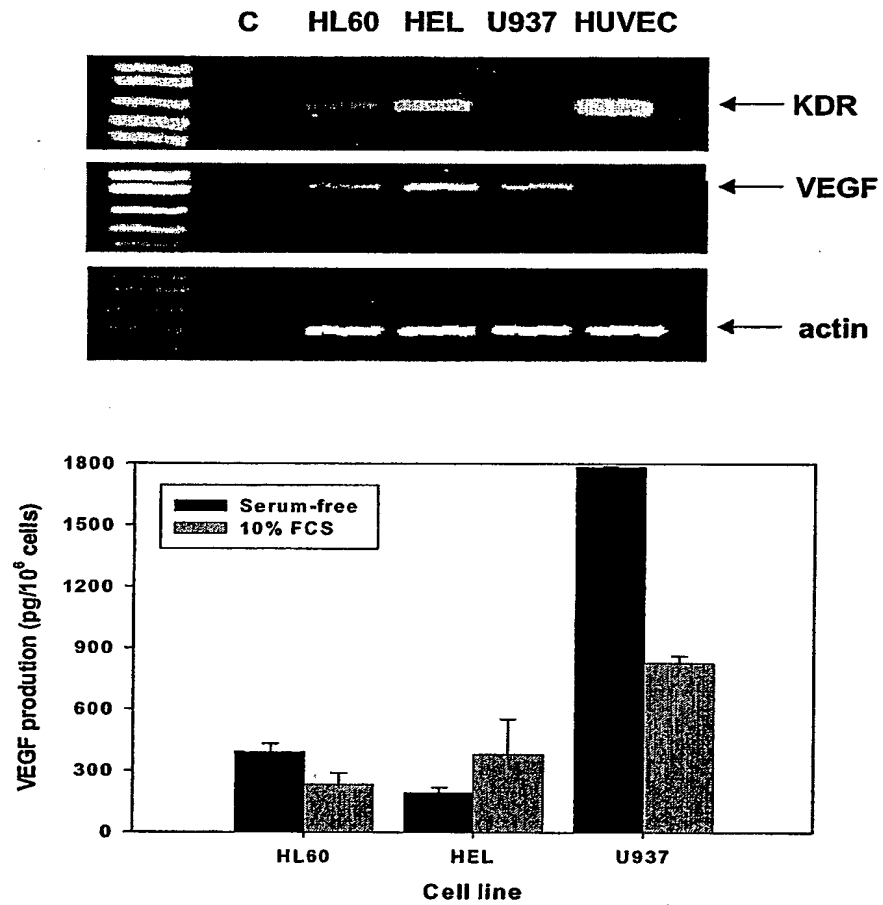 C HL60 HEL U937 HUVEC
KDR
VEGF
actin
1800
1500
1200
900
600
300
0
VEGF prodution (pg/10⁶ cells)
Serum-free
10% FCS
HL60 HEL U937
Cell line